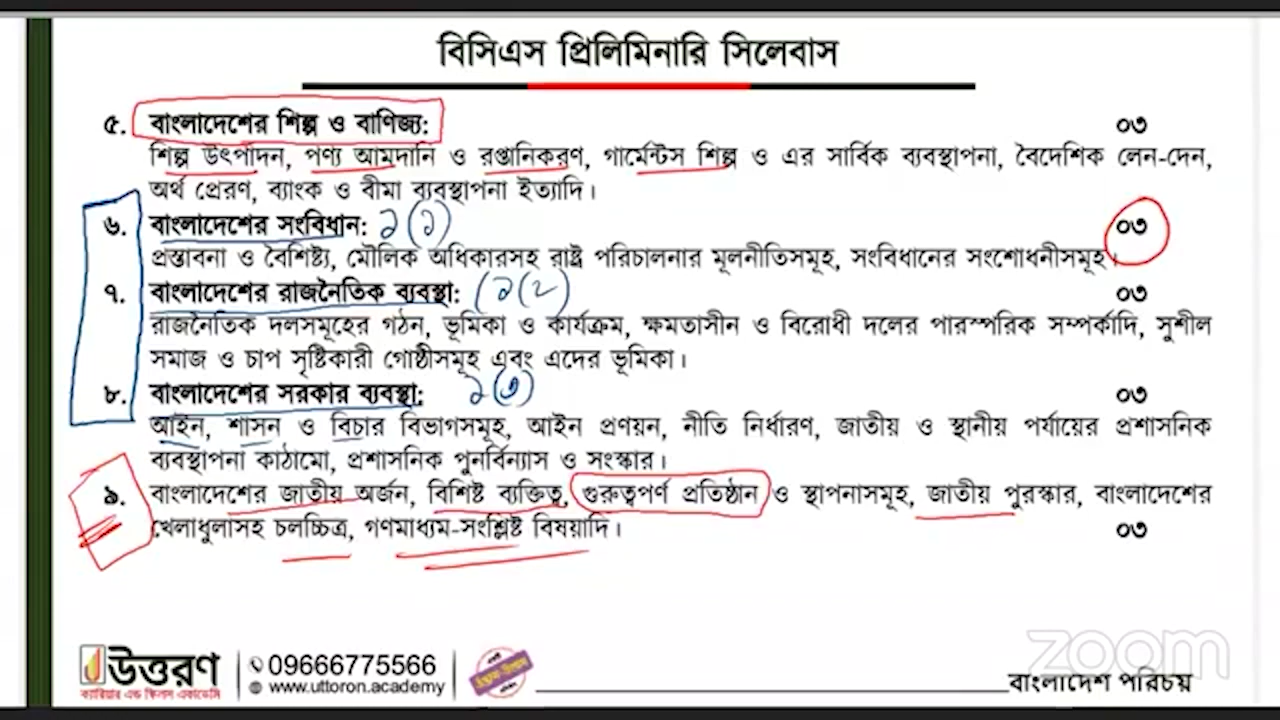 বিসিএস প্রিলিমিনারি সিলেবাস
৫. বাংলাদেশের শিল্প ও বাণিজ্য: ০৩
শিল্প উৎপাদন, পণ্য আমদানি ও রপ্তানিকরণ, গার্মেন্টস শিল্প ও এর সার্বিক ব্যবস্থাপনা, বৈদেশিক লেন-দেন,
অর্থ প্রেরণ, ব্যাংক ও বীমা ব্যবস্থাপনা ইত্যাদি।
৬. বাংলাদেশের সংবিধান: ০৩
প্রস্তাবনা ও বৈশিষ্ট্য, মৌলিক অধিকারসহ রাষ্ট্র পরিচালনার মূলনীতিসমূহ, সংবিধানের সংশোধনীসমূহ।
৭. বাংলাদেশের রাজনৈতিক ব্যবস্থা: ০৩
রাজনৈতিক দলসমূহের গঠন, ভূমিকা ও কার্যক্রম, ক্ষমতাসীন ও বিরোধী দলের পারস্পরিক সম্পর্কাদি, সুশীল
সমাজ ও চাপ সৃষ্টিকারী গোষ্ঠীসমূহ এবং এদের ভূমিকা।
৮. বাংলাদেশের সরকার ব্যবস্থা: ০৩
আইন, শাসন ও বিচার বিভাগসমূহ, আইন প্রণয়ন, নীতি নির্ধারণ, জাতীয় ও স্থানীয় পর্যায়ের প্রশাসনিক
ব্যবস্থাপনা কাঠামো, প্রশাসনিক পুনর্বিন্যাস ও সংস্কার।
৯. বাংলাদেশের জাতীয় অর্জন, বিশিষ্ট ব্যক্তিত্ব, গুরুত্বপূর্ণ প্রতিষ্ঠান ও স্থাপনাসমূহ, জাতীয় পুরস্কার, বাংলাদেশের
খেলাধুলাসহ চলচ্চিত্র, গণমাধ্যম-সংশ্লিষ্ট বিষয়াদি। ০৩
zoom
উত্তরণ
ক্যারিয়ার এন্ড স্কিলস একাডেমি
09666775566
www.uttoron.academy
বাংলাদেশ পরিচয়